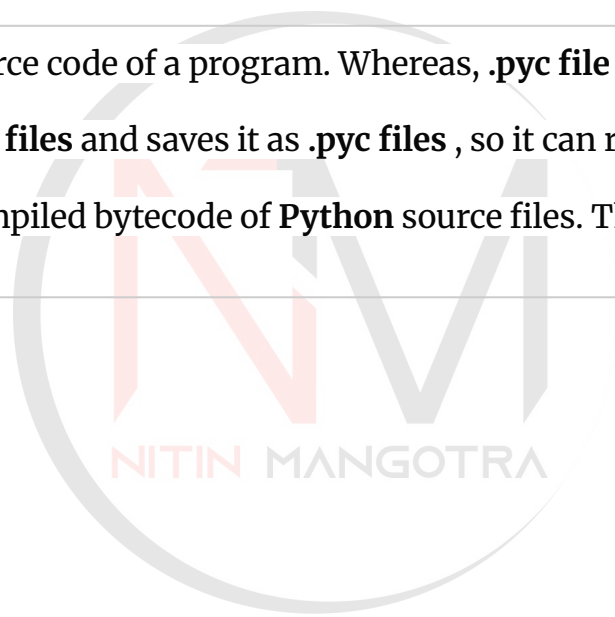 rce code of a program. Whereas, .pyc file
files and saves it as .pyc files , so it can r
mpiled bytecode of Python source files. T
NITIN MANGOTRA